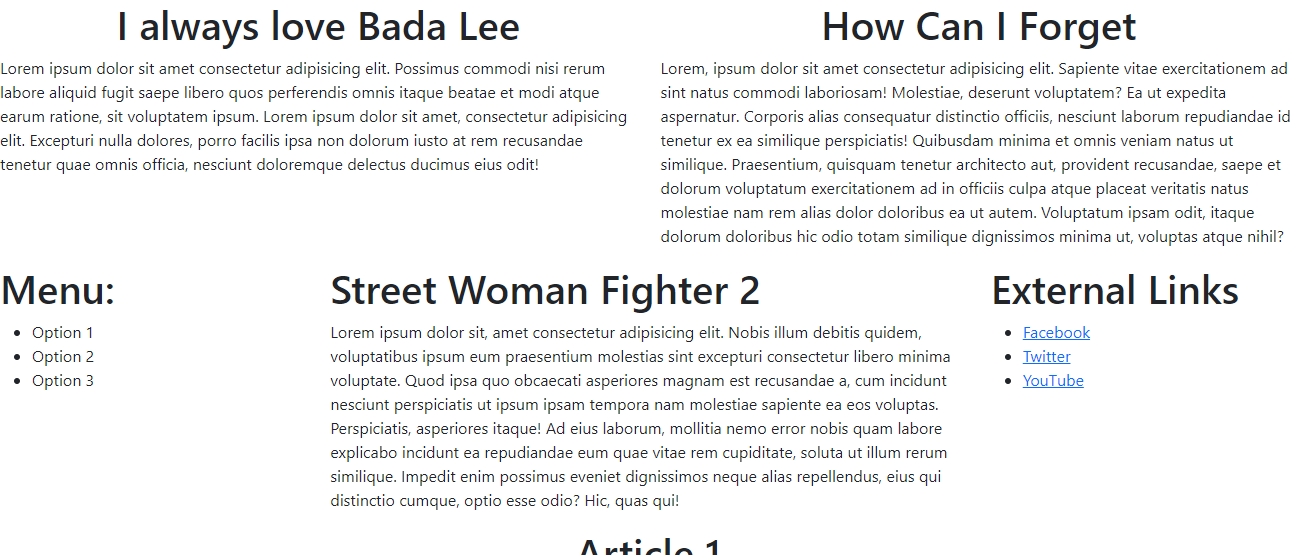 I always love Bada Lee
Lorem ipsum dolor sit amet consectetur adipisicing elit. Possimus commodi nisi rerum
labore aliquid fugit saepe libero quos perferendis omnis itaque beatae et modi atque
earum ratione, sit voluptatem ipsum. Lorem ipsum dolor sit amet, consectetur adipisicing
elit. Excepturi nulla dolores, porro facilis ipsa non dolorum iusto at rem recusandae
tenetur quae omnis officia, nesciunt doloremque delectus ducimus eius odit!
How Can I Forget
Lorem, ipsum dolor sit amet consectetur adipisicing elit. Sapiente vitae exercitationem ad
sint natus commodi laboriosam! Molestiae, deserunt voluptatem? Ea ut expedita
aspernatur. Corporis alias consequatur distinctio officiis, nesciunt laborum repudiandae id
tenetur ex ea similique perspiciatis! Quibusdam minima et omnis veniam natus ut
similique. Praesentium, quisquam tenetur architecto aut, provident recusandae, saepe et
dolorum voluptatum exercitationem ad in officiis culpa atque placeat veritatis natus
molestiae nam rem alias dolor doloribus ea ut autem. Voluptatum ipsam odit, itaque
dolorum doloribus hic odio totam similique dignissimos minima ut, voluptas atque nihil?
Menu:
Option 1
Option 2
Option 3
Street Woman Fighter 2
Lorem ipsum dolor sit, amet consectetur adipisicing elit. Nobis illum debitis quidem,
voluptatibus ipsum eum praesentium molestias sint excepturi consectetur libero minima
voluptate. Quod ipsa quo obcaecati asperiores magnam est recusandae a, cum incidunt
nesciunt perspiciatis ut ipsum ipsam tempora nam molestiae sapiente ea eos voluptas.
Perspiciatis, asperiores itaque! Ad eius laborum, mollitia nemo error nobis quam labore
explicabo incidunt ea repudiandae eum quae vitae rem cupiditate, soluta ut illum rerum
similique. Impedit enim possimus eveniet dignissimos neque alias repellendus, eius qui
distinctio cumque, optio esse odio? Hic, quas qui!
External Links
Facebook
Twitter
YouTube
Article 1